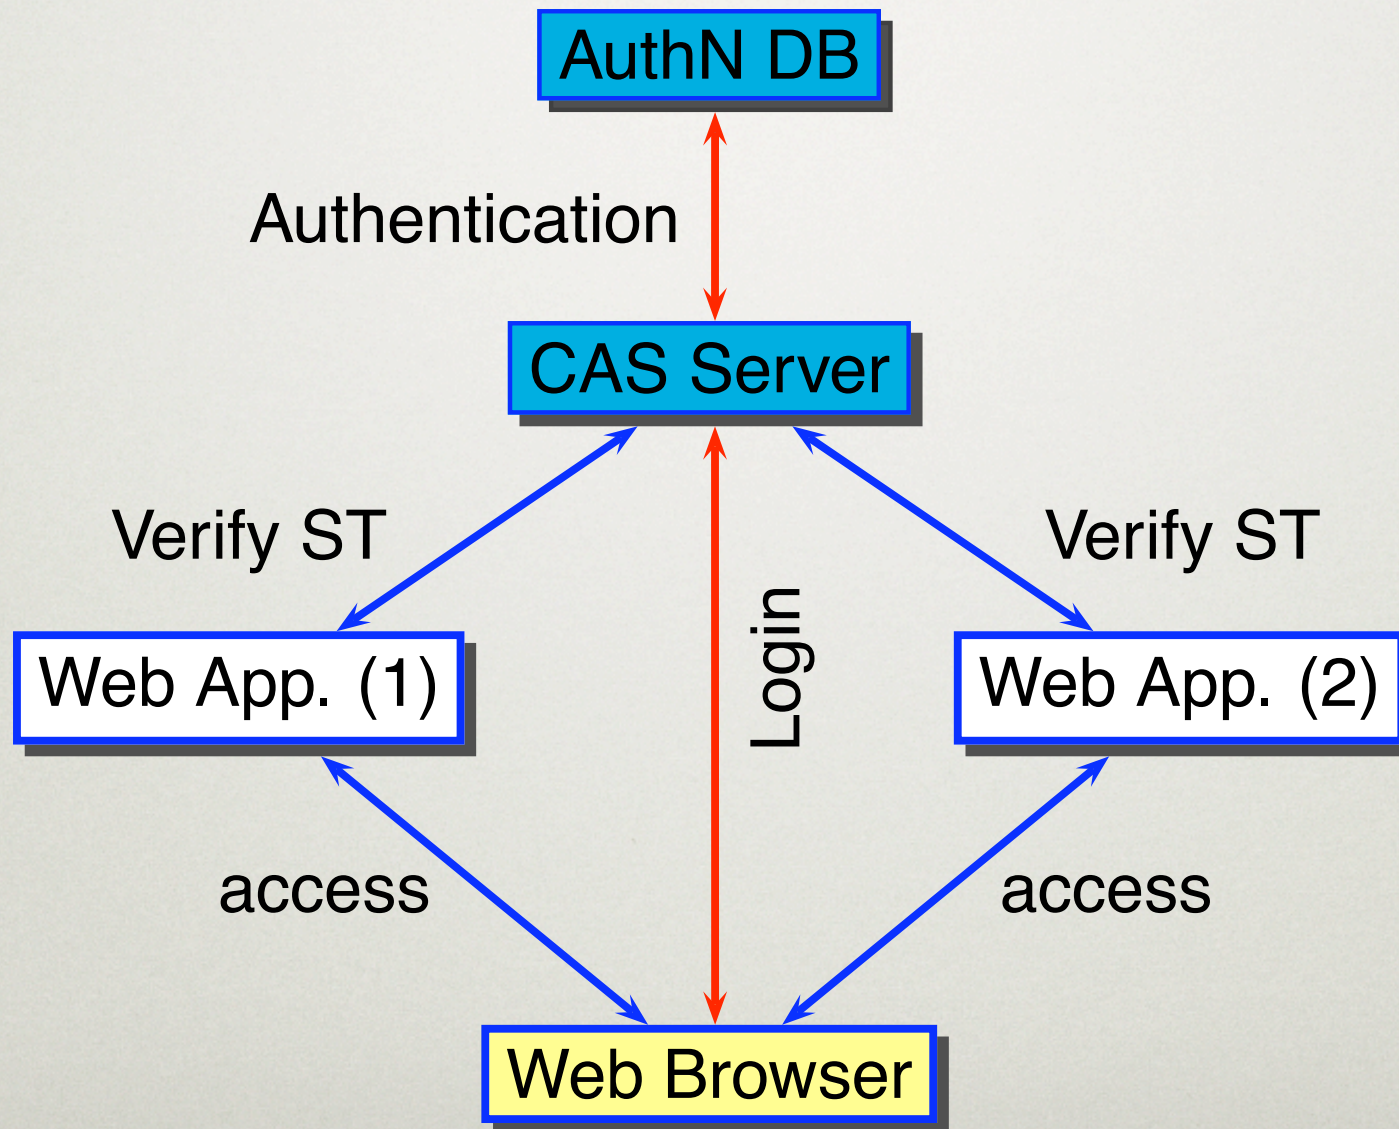 AuthN DB
Authentication
CAS Server
Verify ST
Verify ST
Login
Web App. (1)
Web App. (2)
access
access
Web Browser